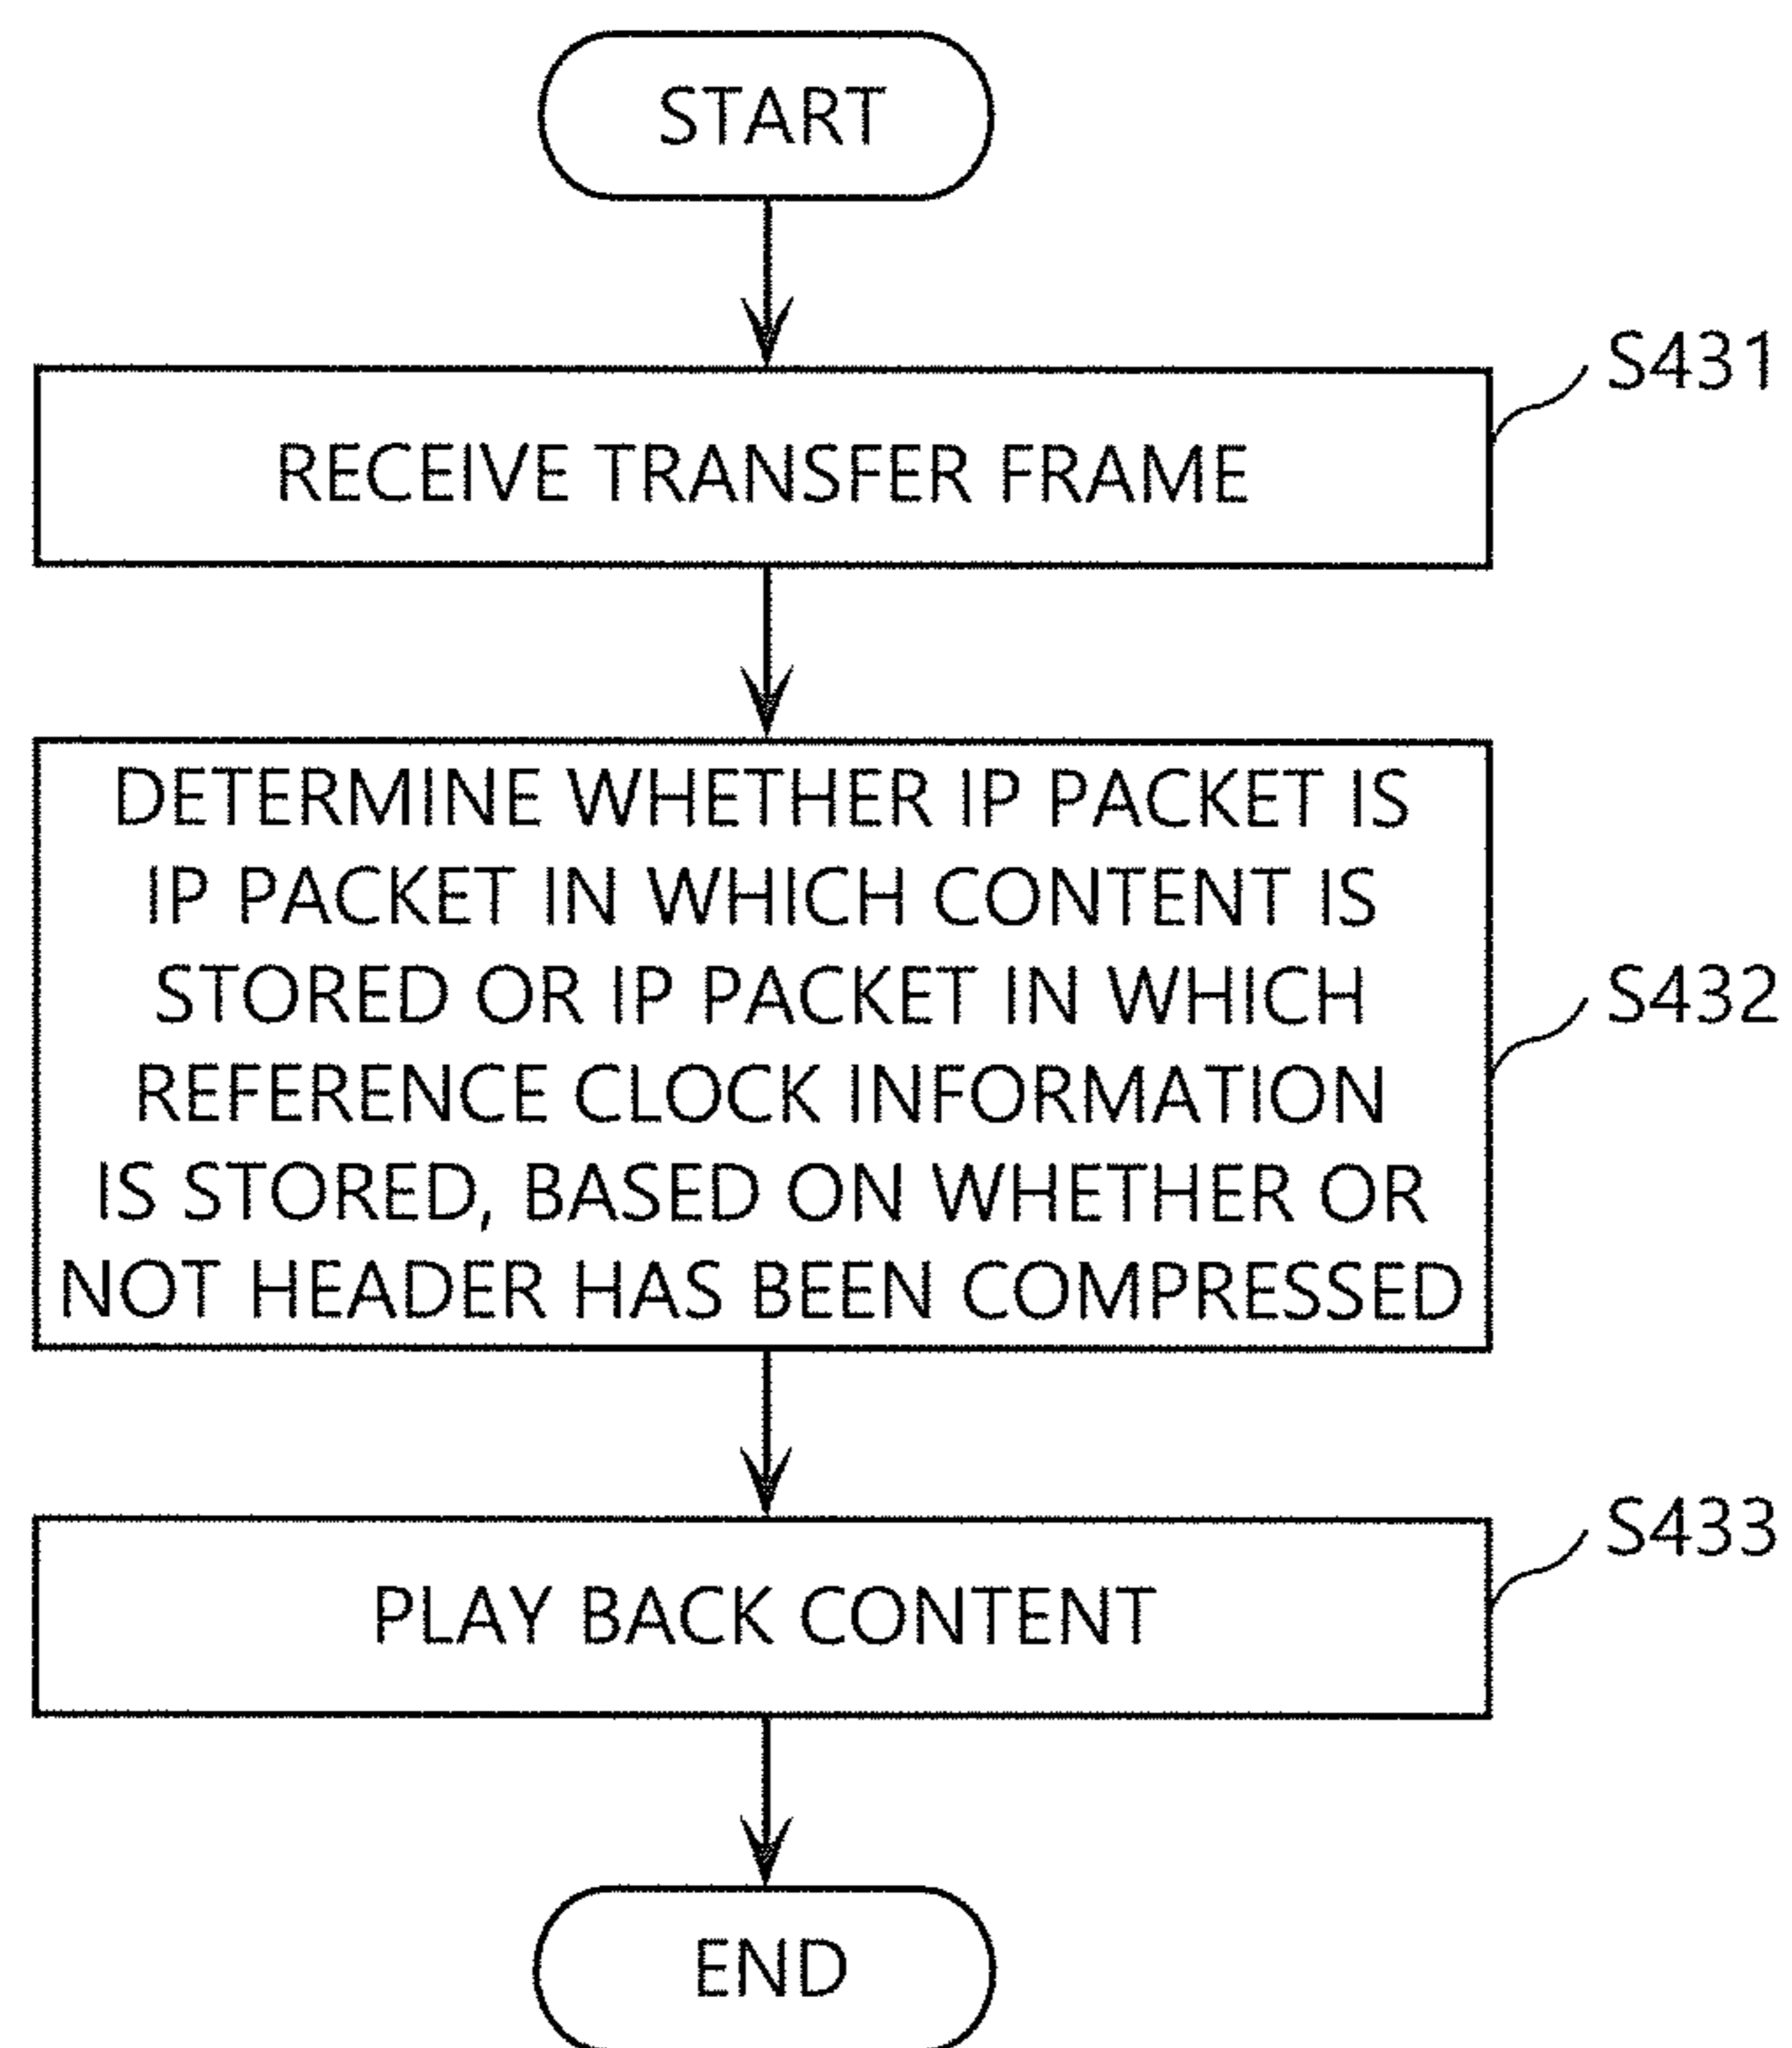 START
S431
RECEIVE TRANSFER FRAME
DETERMINE WHETHER IP PACKET IS
IP PACKET IN WHICH CONTENT IS
STORED OR IP PACKET IN WHICH
S432
REFERENCE CLOCK INFORMATION
IS STORED, BASED ON WHETHER OR
NOT HEADER HAS BEEN COMPRESSED
S433
PLAY BACK CONTENT
END